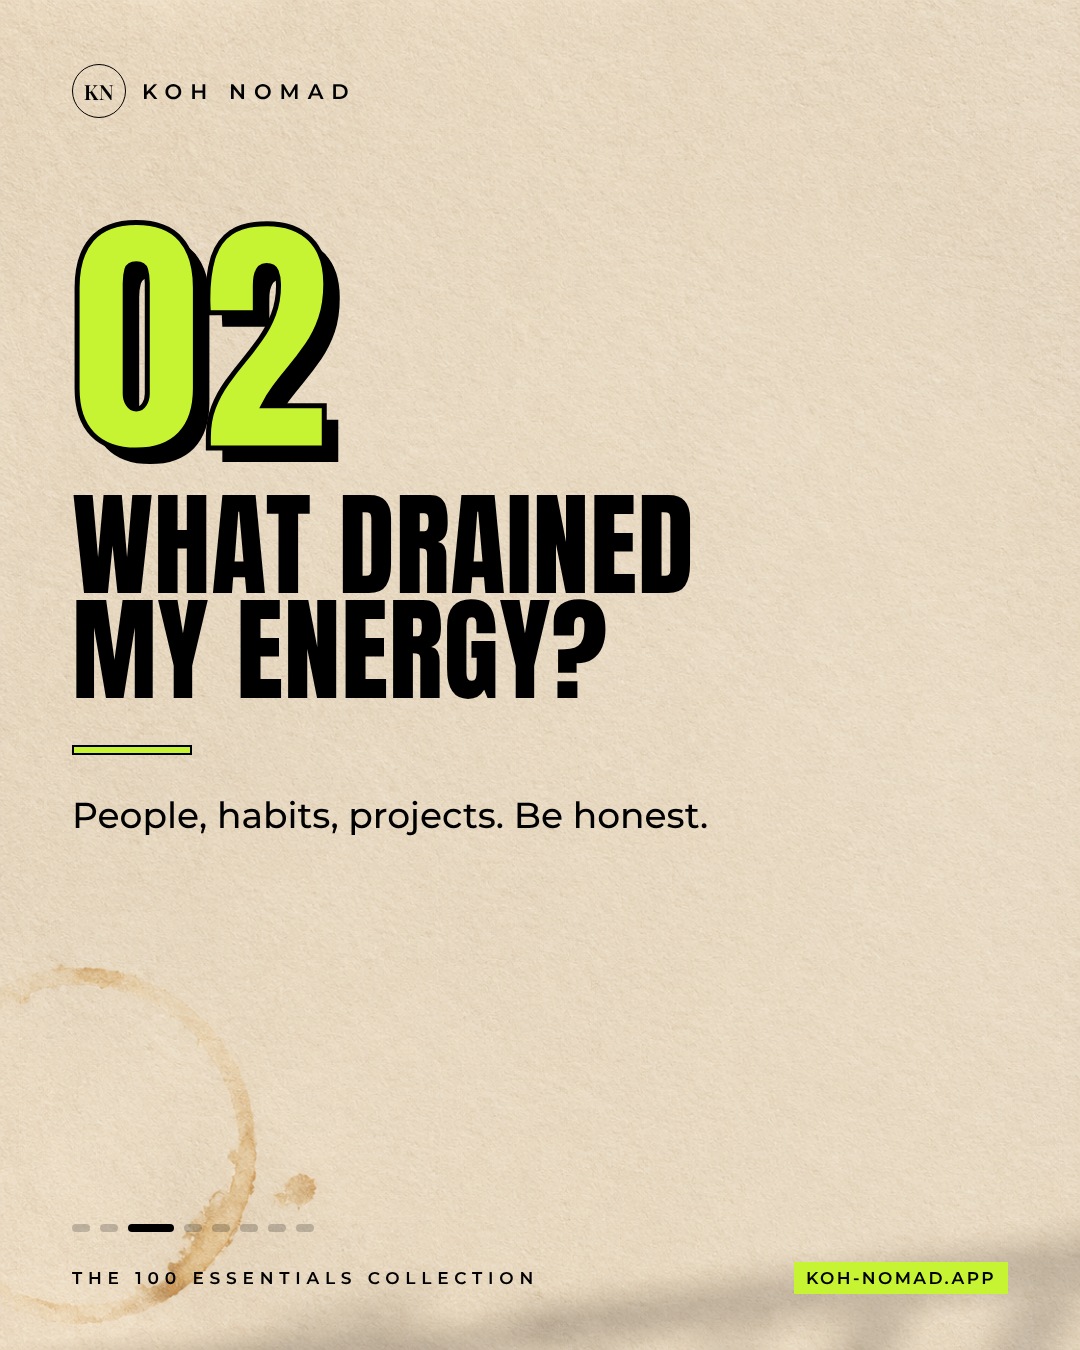 KN
KOH NOMAD
02
WHAT DRAINED
MY ENERGY?
People, habits, projects. Be honest.
THE 100 ESSENTIALS COLLECTION
KOH-NOMAD.APP